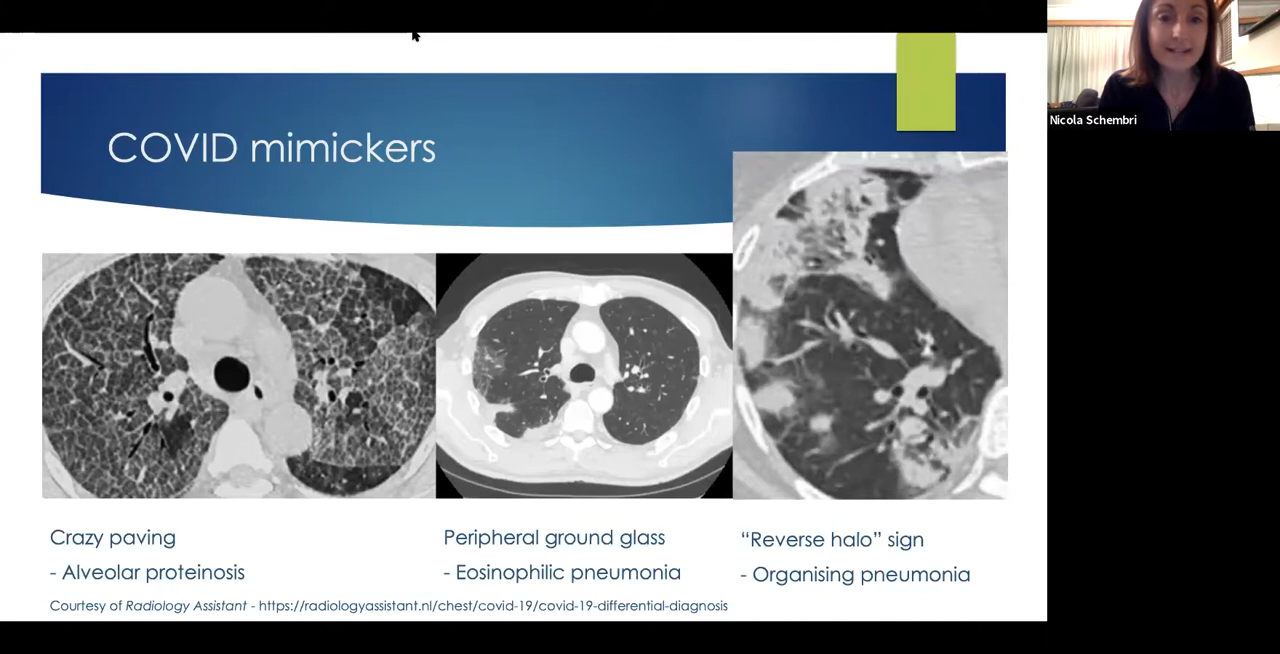 Nicola Schembri
COVID mimickers
Crazy paving
- Alveolar proteinosis
Peripheral ground glass
- Eosinophilic pneumonia
“Reverse halo” sign
- Organising pneumonia
Courtesy of Radiology Assistant - https://radiologyassistant.nl/chest/covid-19/covid-19-differential-diagnosis